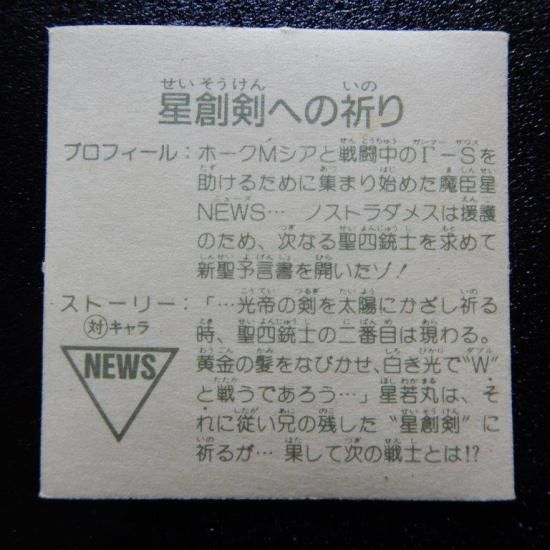 星創剣への祈り
プロフィール：ホークMシアと戦闘中のΓ−Sを
助けるために集まり始めた魔臣星
NEWS… ノストラダメスは援護
のため、次なる聖四銃士を求めて
新聖予言書を開いたゾ！
ストーリー：「…光帝の剣を太陽にかざし祈る
時、聖四銃士の二番目は現わる。
黄金の髪をなびかせ、白き光で"W"
と戦うであろう…」星若丸は、そ
れに従い兄の残した"星創剣"に
祈るが… 果して次の戦士とは!?
対キャラ
NEWS